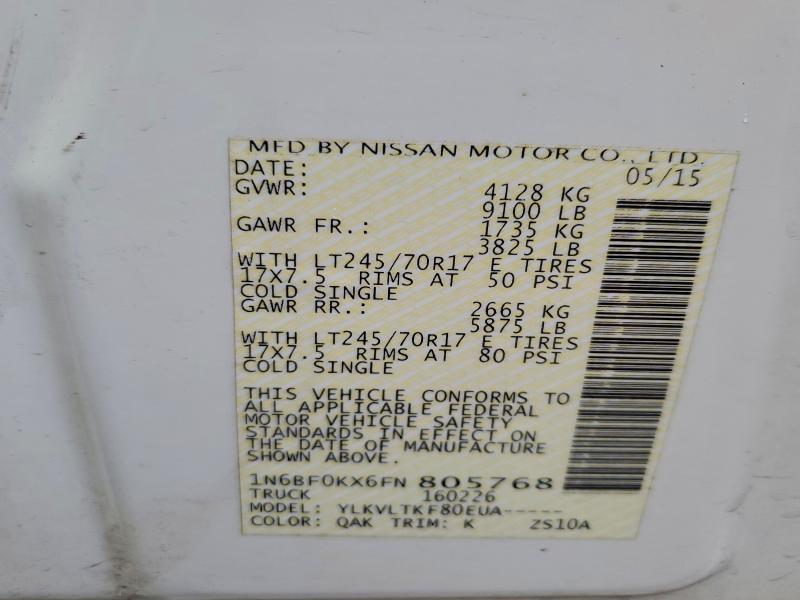 MFD BY NISSAN MOTOR CO., LTD.
DATE: 05/15
GVWR: 4128 KG
9100 LB
GAWR FR.: 1735 KG
3825 LB
WITH LT245/70R17 E TIRES
17X7.5 RIMS AT 50 PSI
COLD SINGLE
GAWR RR.: 2665 KG
5875 LB
WITH LT245/70R17 E TIRES
17X7.5 RIMS AT 80 PSI
COLD SINGLE
THIS VEHICLE CONFORMS TO
ALL APPLICABLE FEDERAL
MOTOR VEHICLE SAFETY
STANDARDS IN EFFECT ON
THE DATE OF MANUFACTURE
SHOWN ABOVE.
1N6BF0KX6FN 805768
TRUCK 160226
MODEL: YLKVLTKF80EUA-----
COLOR: QAK TRIM: K ZS10A